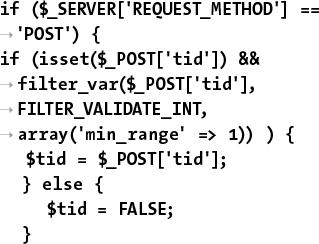 if ($_SERVER['REQUEST_METHOD'] ==
→ 'POST') {
if (isset($_POST['tid']) &&
→ filter_var($_POST['tid'],
→ FILTER_VALIDATE_INT,
→ array('min_range' => 1)) ) {
$tid = $_POST['tid'];
} else {
$tid = FALSE;
}